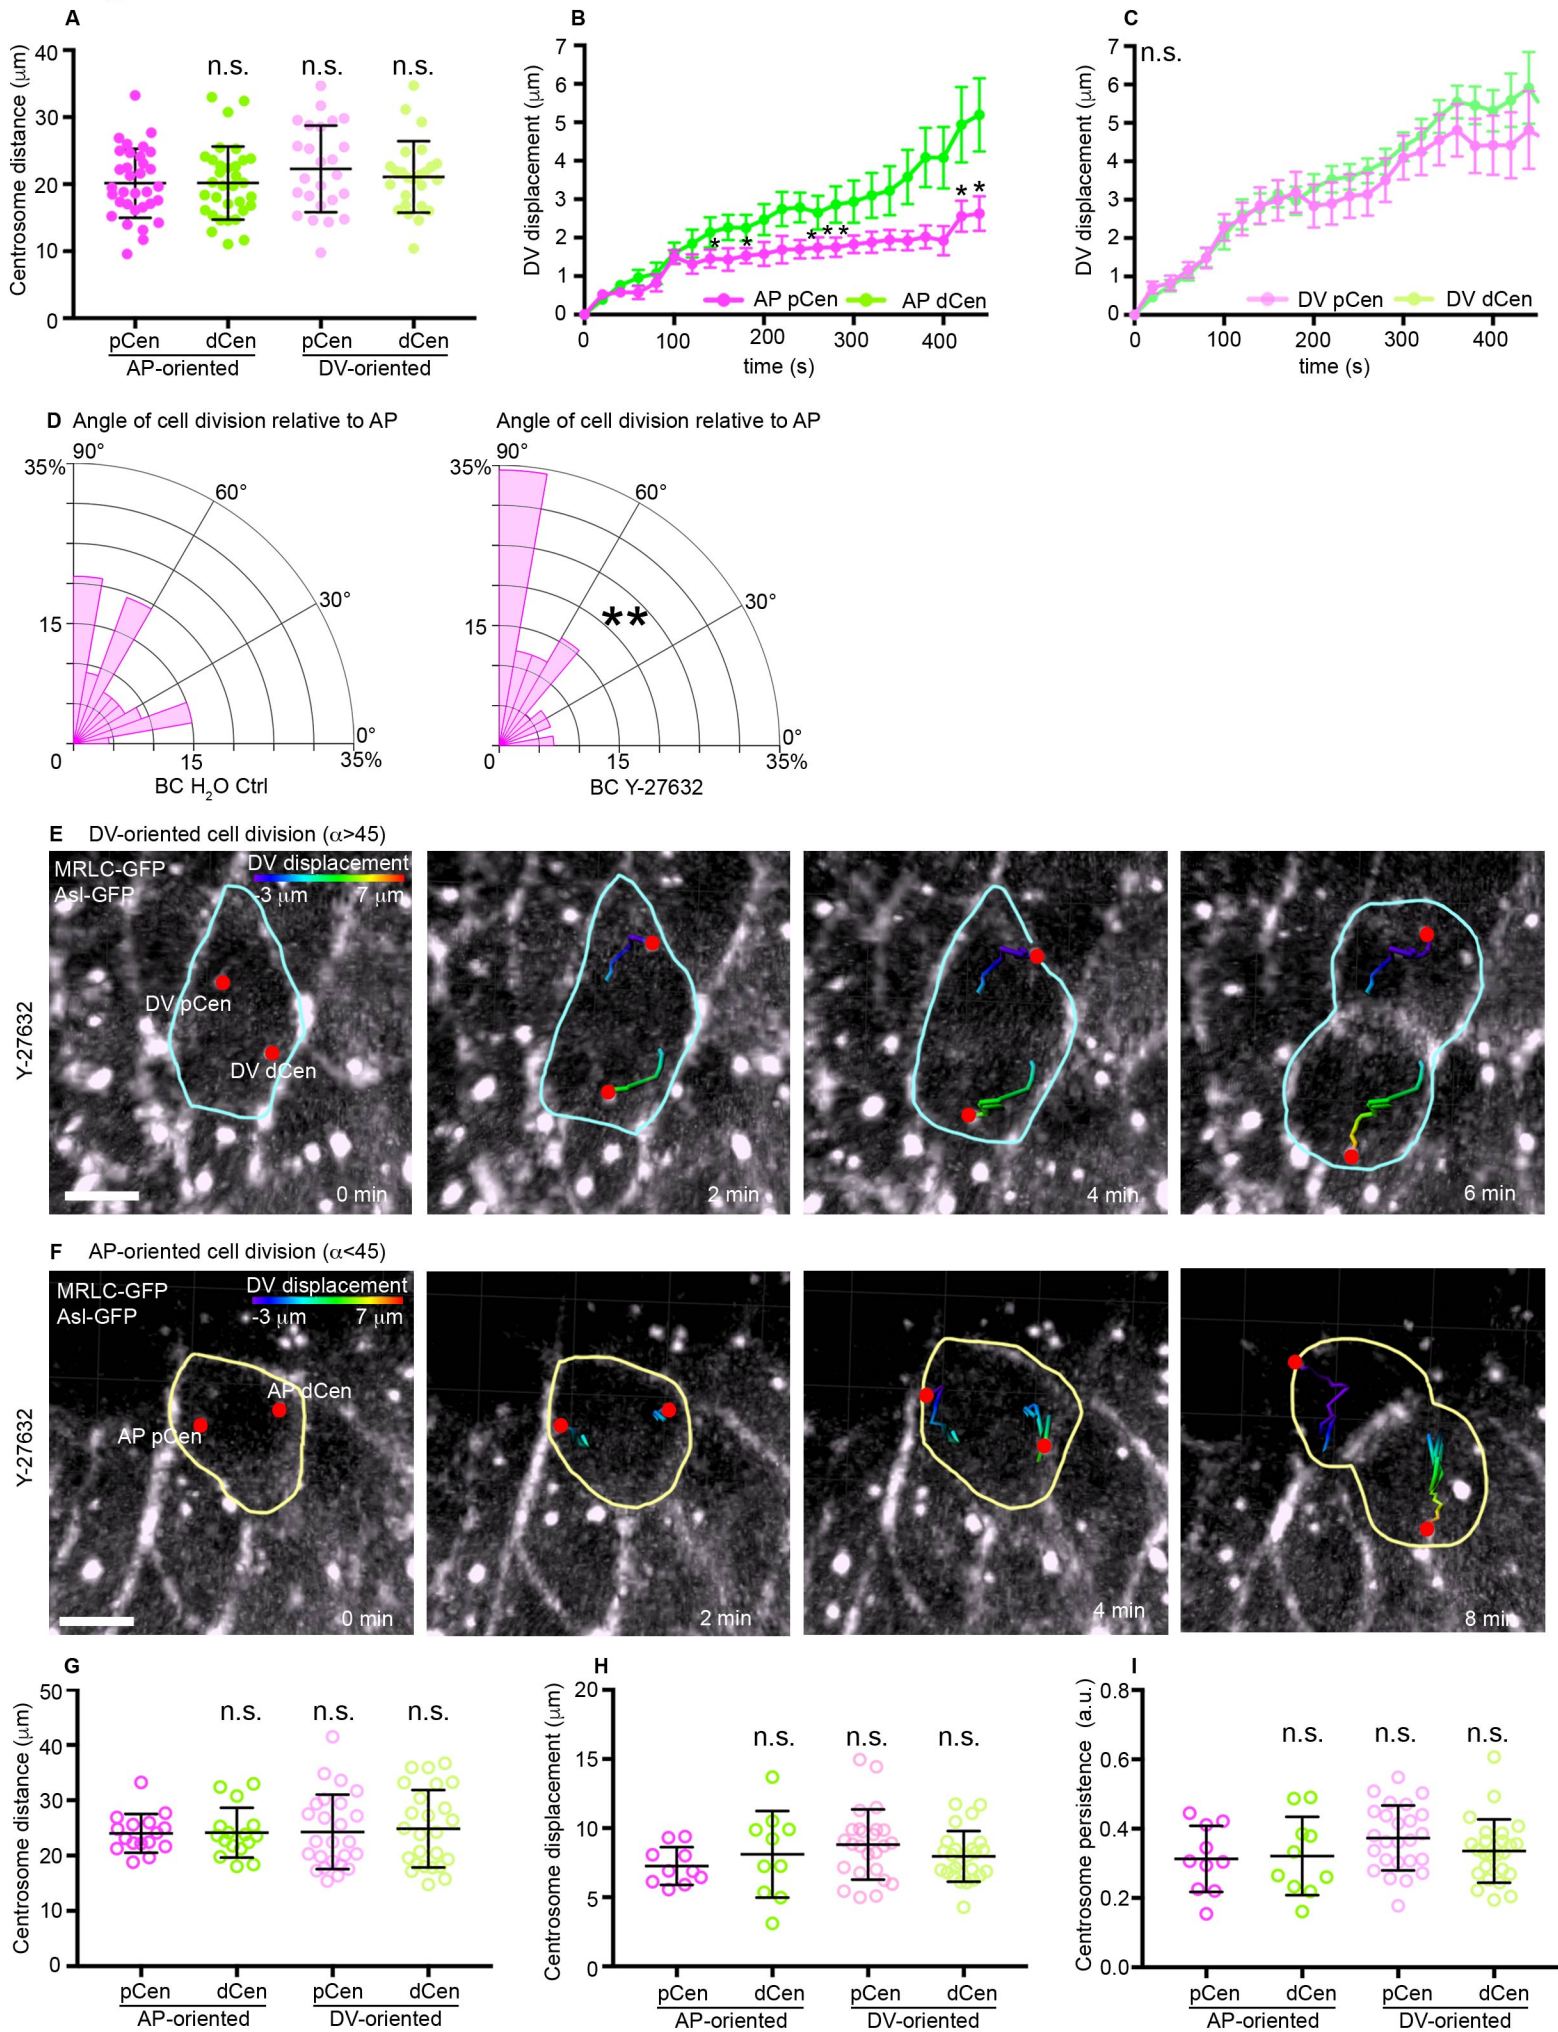 A
Centrosome distance (μm)
40
30
20
10
0
n.s.
n.s.
n.s.
pCen
dCen
pCen
dCen
AP-oriented
DV-oriented
B
DV displacement (μm)
7
6
5
4
3
2
1
0
*
*
*
*
*
*
*
AP pCen
AP dCen
0
100
200
300
400
time (s)
C
DV displacement (μm)
n.s.
7
6
5
4
3
2
1
0
DV pCen
DV dCen
0
100
200
300
400
time (s)
D Angle of cell division relative to AP
90°
35%
60°
30°
15
0°
0
15
35%
BC H2O Ctrl
Angle of cell division relative to AP
90°
35%
60°
**
30°
15
0°
0
15
35%
BC Y-27632
E DV-oriented cell division (α>45)
Y-27632
MRLC-GFP
Asl-GFP
DV displacement
-3 μm
7 μm
DV pCen
DV dCen
0 min
2 min
4 min
6 min
F AP-oriented cell division (α<45)
Y-27632
MRLC-GFP
Asl-GFP
DV displacement
-3 μm
7 μm
AP dCen
AP pCen
0 min
2 min
4 min
8 min
G
Centrosome distance (μm)
50
40
30
20
10
0
n.s.
n.s.
n.s.
pCen
dCen
pCen
dCen
AP-oriented
DV-oriented
H
Centrosome displacement (μm)
20
15
10
5
0
n.s.
n.s.
n.s.
pCen
dCen
pCen
dCen
AP-oriented
DV-oriented
I
Centrosome persistence (a.u.)
0.8
0.6
0.4
0.2
0.0
n.s.
n.s.
n.s.
pCen
dCen
pCen
dCen
AP-oriented
DV-oriented